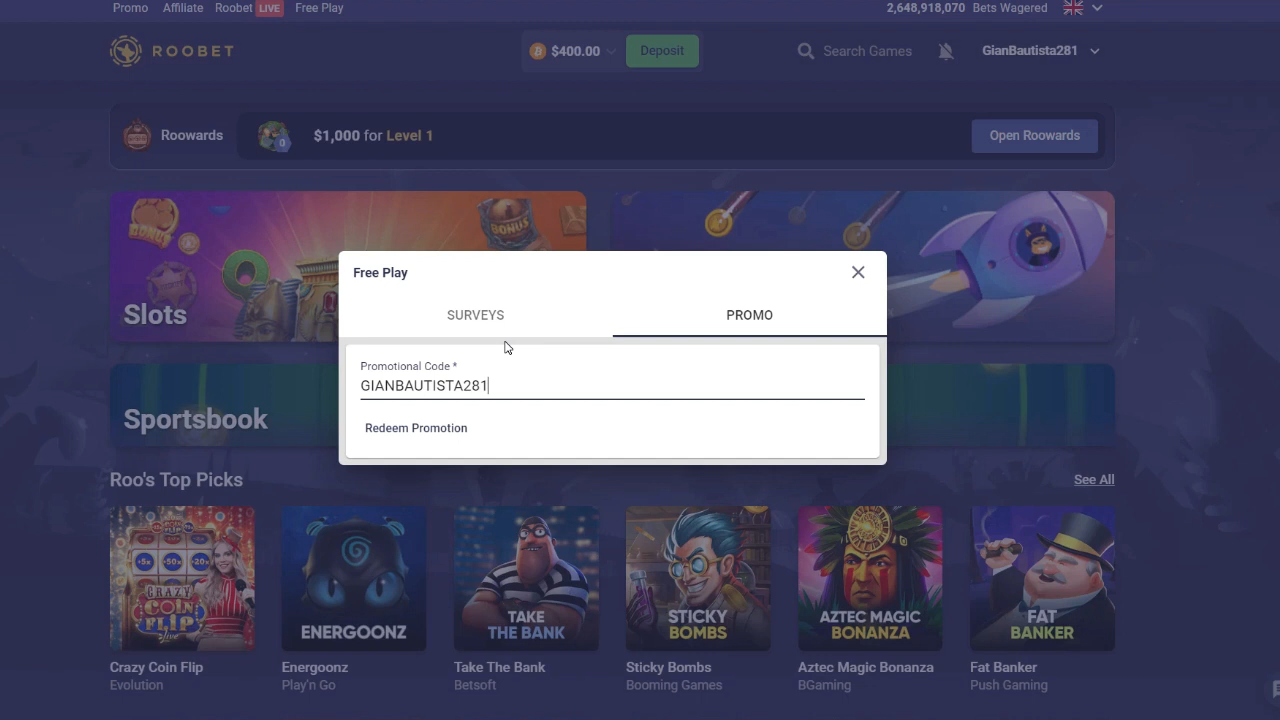 Promo Affiliate Roobet LIVE Free Play 2,648,918,070 Bets Wagered
ROOBET $400.00 Deposit Search Games GianBautista281
Roowards 0 $1,000 for Level 1 Open Roowards
BONUS
BONUS
Slots
Free Play
SURVEYS PROMO
Promotional Code *
GIANBAUTISTA281
Redeem Promotion
Sportsbook
Roo's Top Picks See All
CRAZY COIN FLIP live
ENERGOONZ
TAKE THE BANK
STICKY BOMBS
AZTEC MAGIC BONANZA
FAT BANKER
Crazy Coin Flip Energoonz Take The Bank Sticky Bombs Aztec Magic Bonanza Fat Banker
Evolution Play'n Go Betsoft Booming Games BGaming Push Gaming